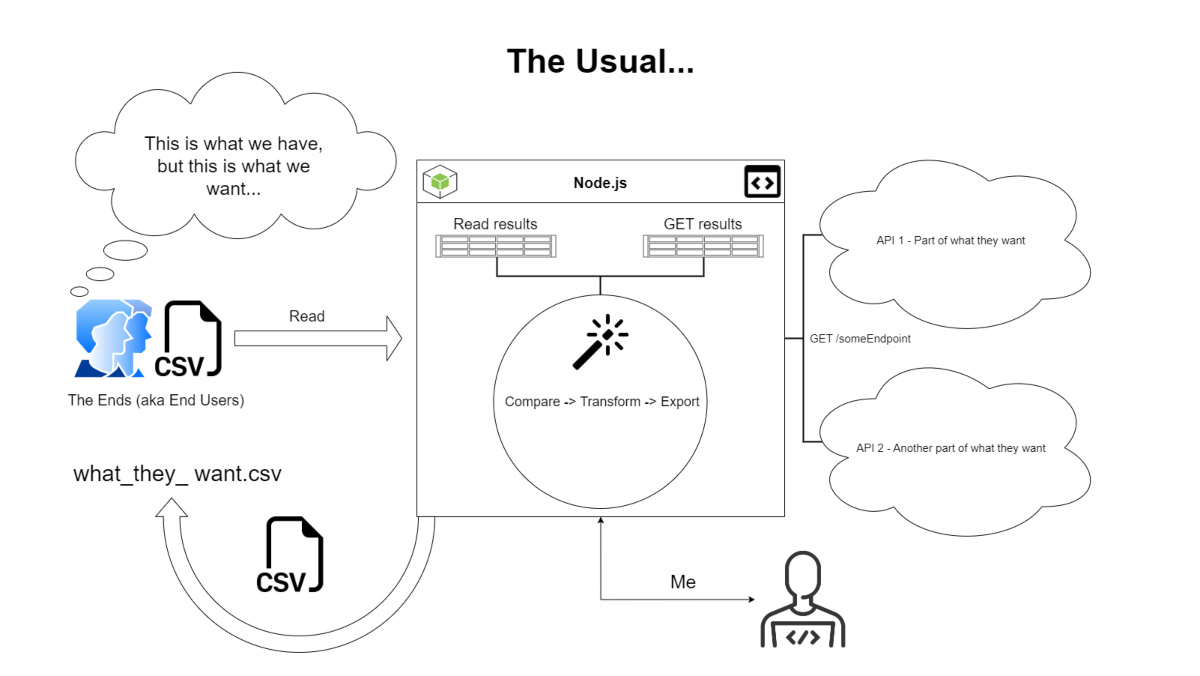 The Usual...
This is what we have,
but this is what we
want...
Node.js
Read results
GET results
API 1 - Part of what they want
Read
GET /someEndpoint
CSV
The Ends (aka End Users)
Compare -> Transform -> Export
API 2 - Another part of what they want
what_they_ want.csv
CSV
Me